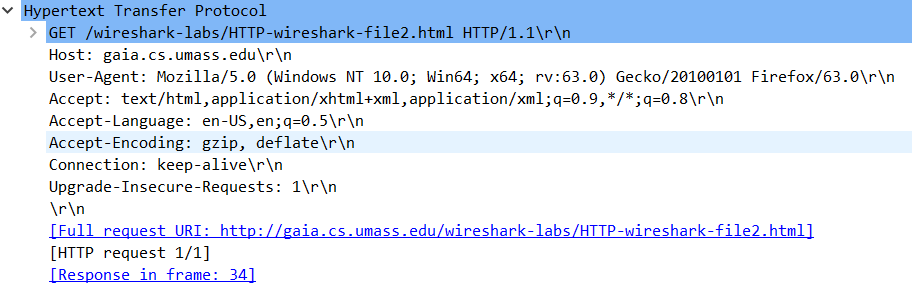 Hypertext Transfer Protocol
GET /wireshark-labs/HTTP-wireshark-file2.html HTTP/1.1\r\n
Host: gaia.cs.umass.edu\r\n
User-Agent: Mozilla/5.0 (Windows NT 10.0; Win64; x64; rv:63.0) Gecko/20100101 Firefox/63.0\r\n
Accept: text/html,application/xhtml+xml,application/xml;q=0.9,*/*;q=0.8\r\n
Accept-Language: en-US,en;q=0.5\r\n
Accept-Encoding: gzip, deflate\r\n
Connection: keep-alive\r\n
Upgrade-Insecure-Requests: 1\r\n
\r\n
[Full request URI: http://gaia.cs.umass.edu/wireshark-labs/HTTP-wireshark-file2.html]
[HTTP request 1/1]
[Response in frame: 34]